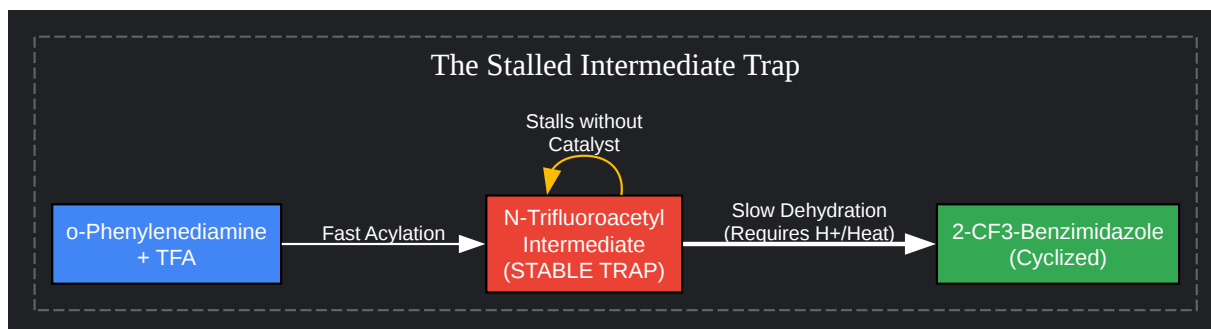 The Stalled Intermediate Trap
Stalls without
Catalyst
o-Phenylenediamine
+ TFA
Fast Acylation
N-Trifluoroacetyl
Intermediate
(STABLE TRAP)
Slow Dehydration
(Requires H+/Heat)
2-CF3-Benzimidazole
(Cyclized)